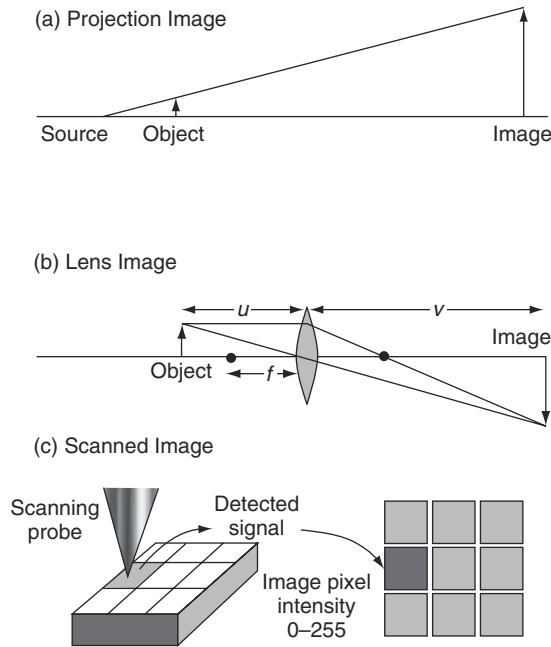 (a) Projection Image
Source
Object
Image
(b) Lens Image
u
v
Image
Object
f
(c) Scanned Image
Scanning
probe
Detected
signal
Image pixel
intensity
0–255